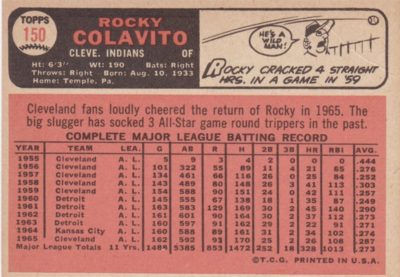 TOPPS
150
ROCKY
COLAVITO
CLEVE. INDIANS OF
Ht: 6'3" Wt: 190 Bat: Right
Throws: Right Born: Aug. 10, 1933
Home: Temple, Pa.
HE'S A
WILD
MAN!
ROCKY CRACKED 4 STRAIGHT
HRS. IN A GAME IN '59
Cleveland fans loudly cheered the return of Rocky in 1965. The
big slugger has socked 3 All-Star game round trippers in the past.
COMPLETE MAJOR LEAGUE BATTING RECORD
YEAR TEAM LEA. G AB R H 2B 3B HR RBI AVG.
1955 Cleveland A. L. 5 9 3 4 2 0 0 0 .444
1956 Cleveland A. L. 101 322 55 89 11 4 21 65 .276
1957 Cleveland A. L. 134 461 66 116 26 0 25 84 .252
1958 Cleveland A. L. 143 489 80 148 26 3 41 113 .303
1959 Cleveland A. L. 154 588 90 151 24 0 42 111 .257
1960 Detroit A. L. 145 555 67 138 18 1 35 87 .249
1961 Detroit A. L. 163 583 129 169 30 2 45 140 .290
1962 Detroit A. L. 161 601 90 164 30 2 37 112 .273
1963 Detroit A. L. 160 597 91 162 29 2 22 91 .271
1964 Kansas City A. L. 160 588 89 161 31 2 34 102 .274
1965 Cleveland A. L. 162 592 92 170 25 2 26 108 .287
Major League Totals 11 Yrs. 1488 5385 853 1472 252 18 328 1013 .273
©T.C.G. PRINTED IN U.S.A.